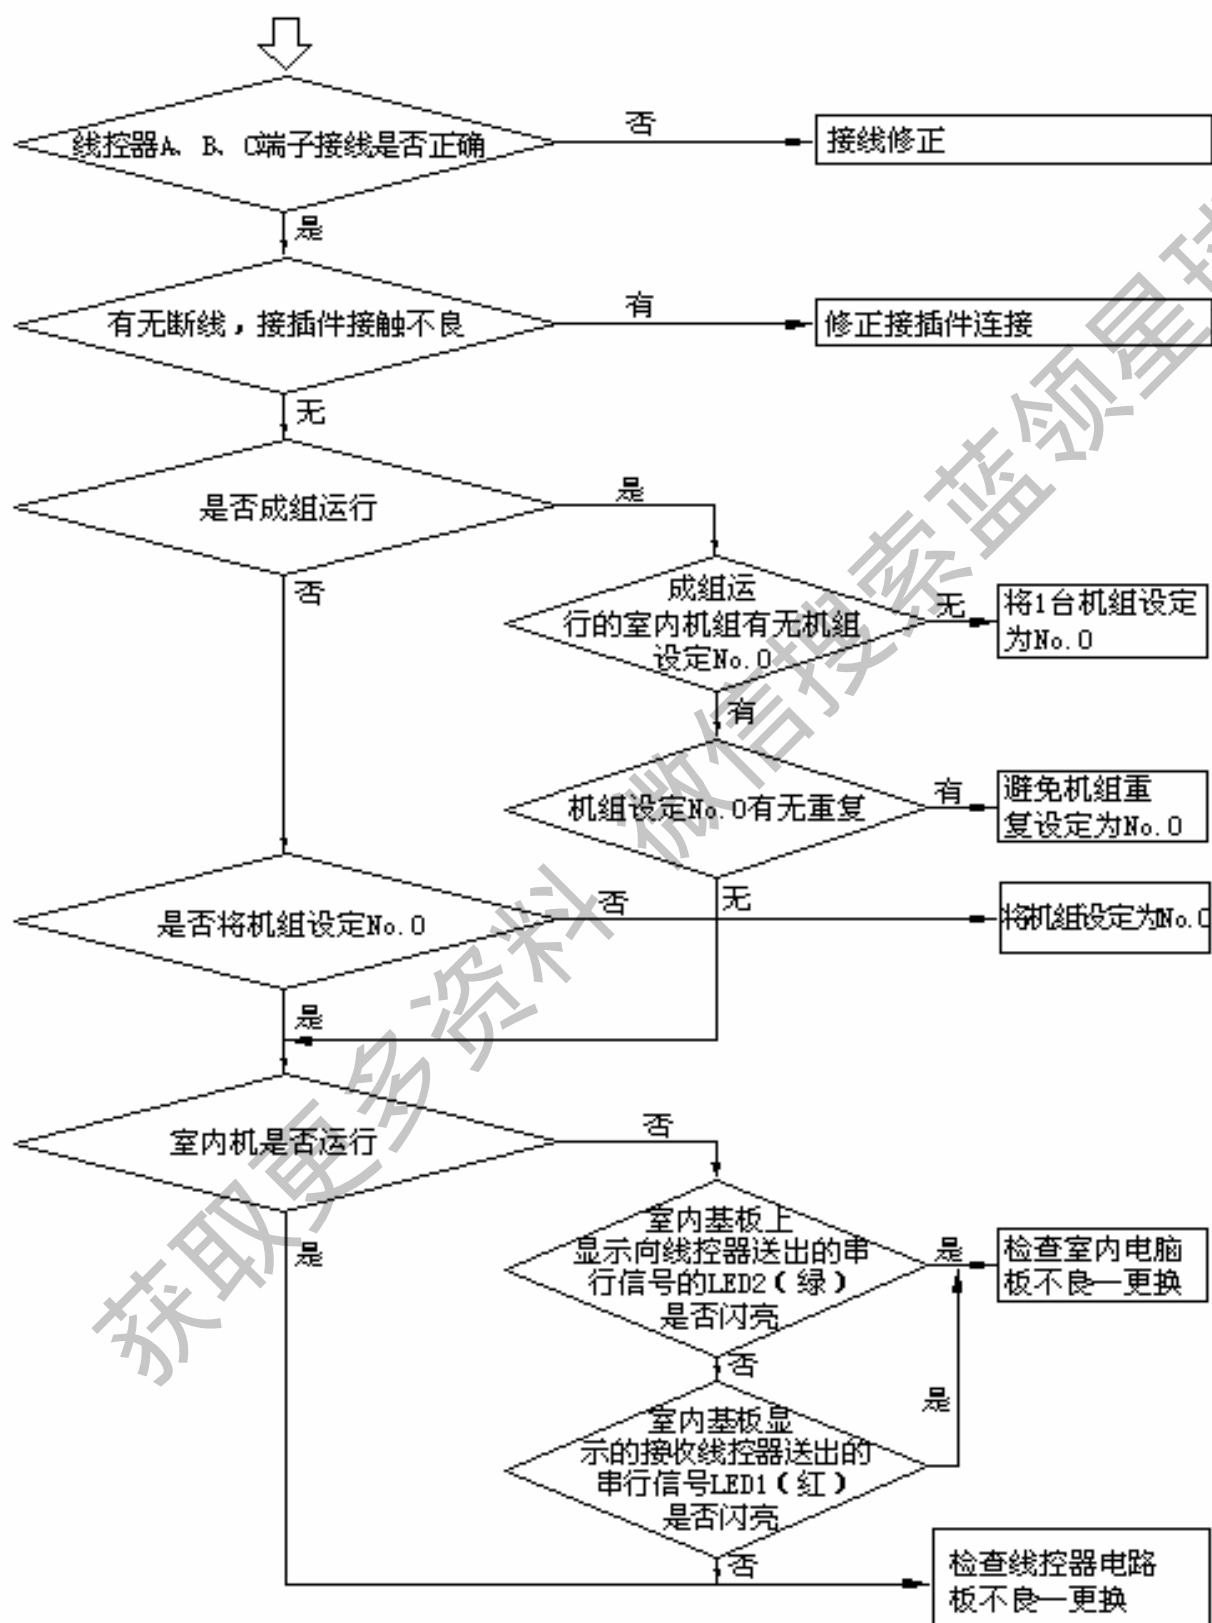 线控器A、B、C端子接线是否正确
否
接线修正
是
有无断线，接插件接触不良
有
修正接插件连接
无
是否成组运行
是
否
成组运
行的室内机组有无机组
设定No.0
无
将1台机组设定
为No.0
有
机组设定No.0有无重复
有
避免机组重
复设定为No.0
无
是否将机组设定No.0
否
将机组设定为No.0
是
室内机是否运行
否
是
室内基板上
显示向线控器送出的串
行信号的LED2（绿）
是否闪亮
是
检查室内电脑
板不良—更换
否
室内基板显
示的接收线控器送出的
串行信号LED1（红）
是否闪亮
是
否
检查线控器电路
板不良—更换
获取更多资料 微信搜索蓝领星球